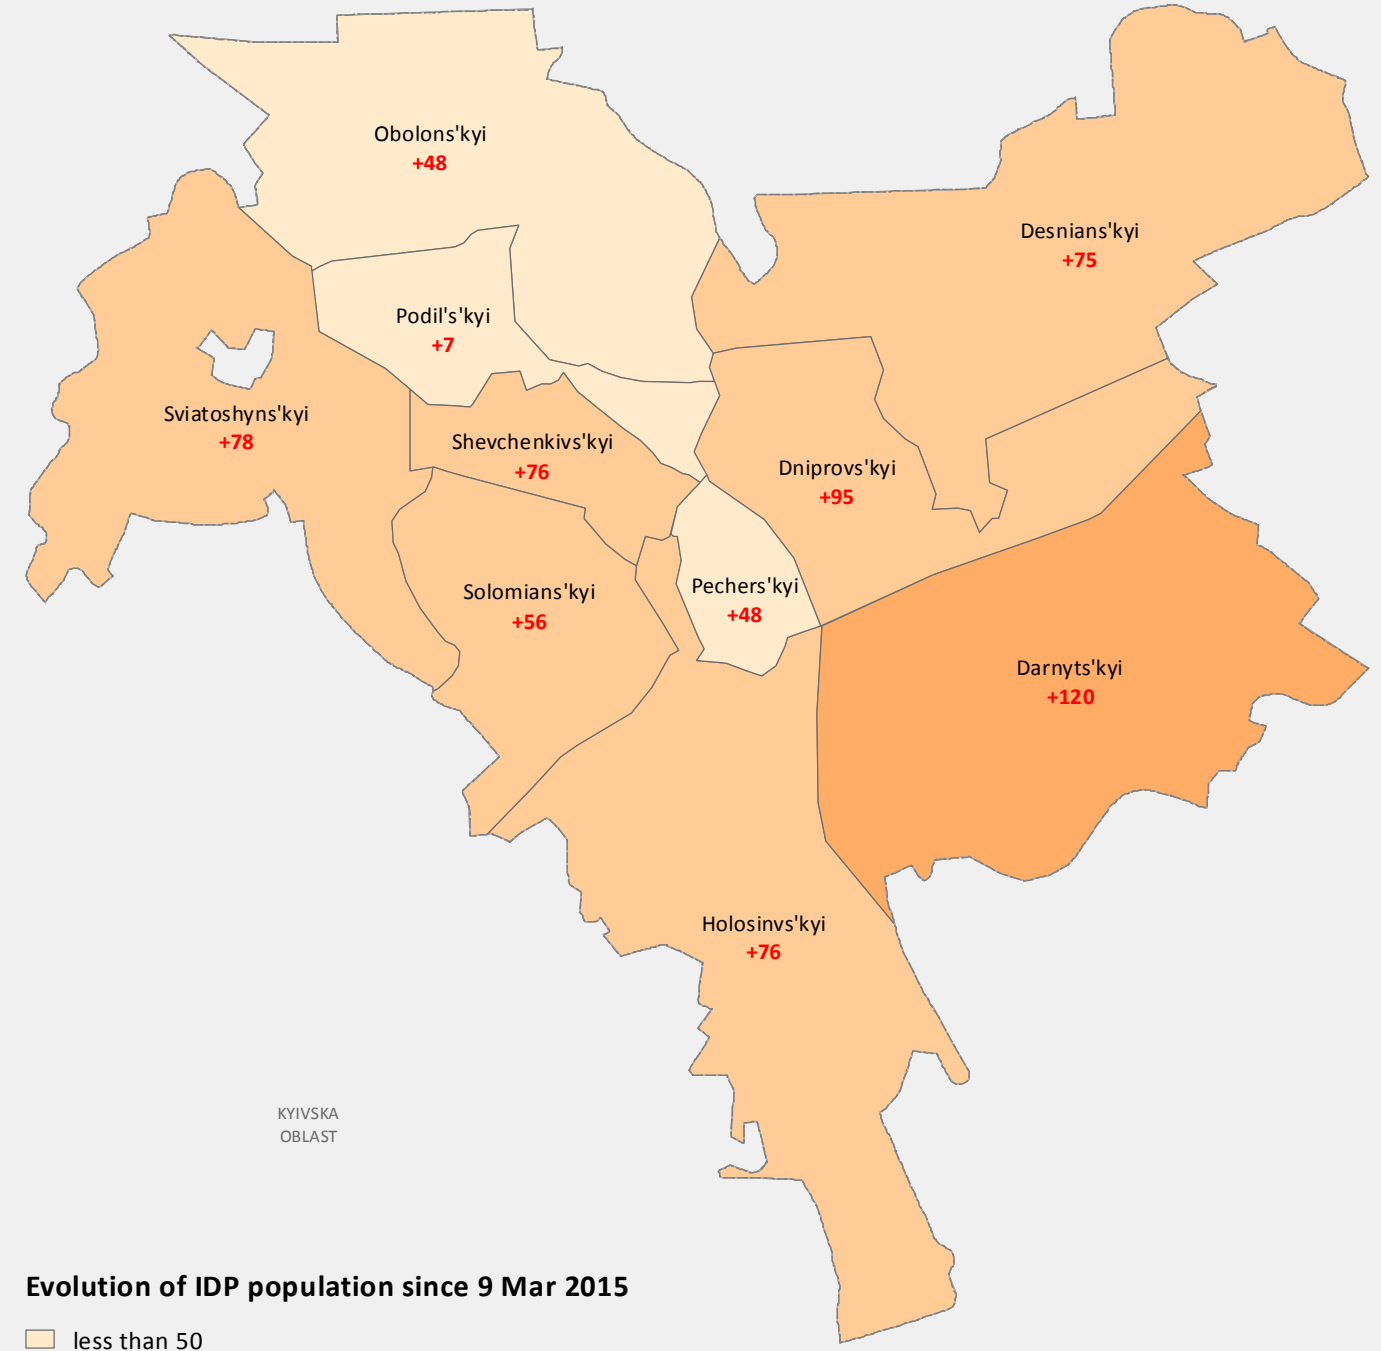 Obolons'kyi
+48
Desnians'kyi
+75
Podil's'kyi
+7
Sviatoshyns'kyi
+78
Shevchenkivs'kyi
+76
Dniprovs'kyi
+95
Solomians'kyi
+56
Pechers'kyi
+48
Darnyts'kyi
+120
Holosinvs'kyi
+76
KYIVSKA
OBLAST
Evolution of IDP population since 9 Mar 2015
less than 50